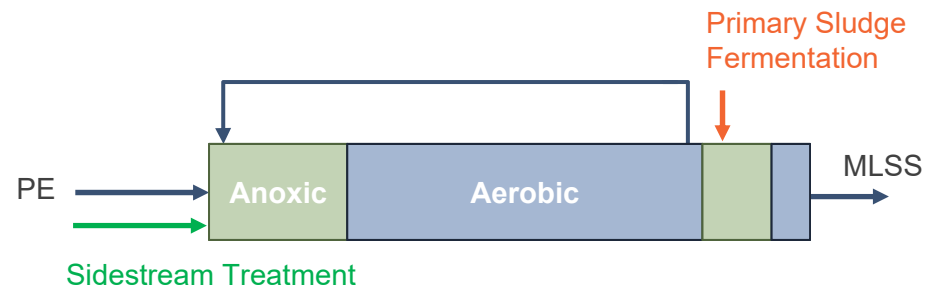 Primary Sludge
Fermentation
PE
Anoxic
Aerobic
MLSS
Sidestream Treatment